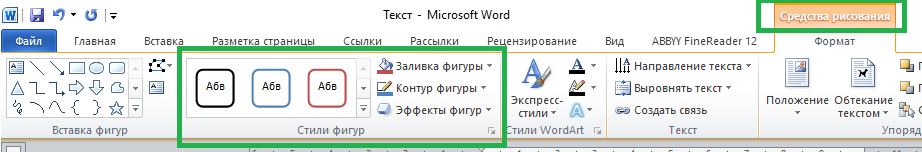 Текст - Microsoft Word
Средства рисования
Файл Главная Вставка Разметка страницы Ссылки Рассылки Рецензирование Вид ABBYY FineReader 12 Формат
Абв Абв Абв
Заливка фигуры
Контур фигуры
Эффекты фигур
Экспресс-
стили
Направление текста
Выровнять текст
Создать связь
Положение
Обтекание
текстом
Вставка фигур Стили фигур Стили WordArt Текст